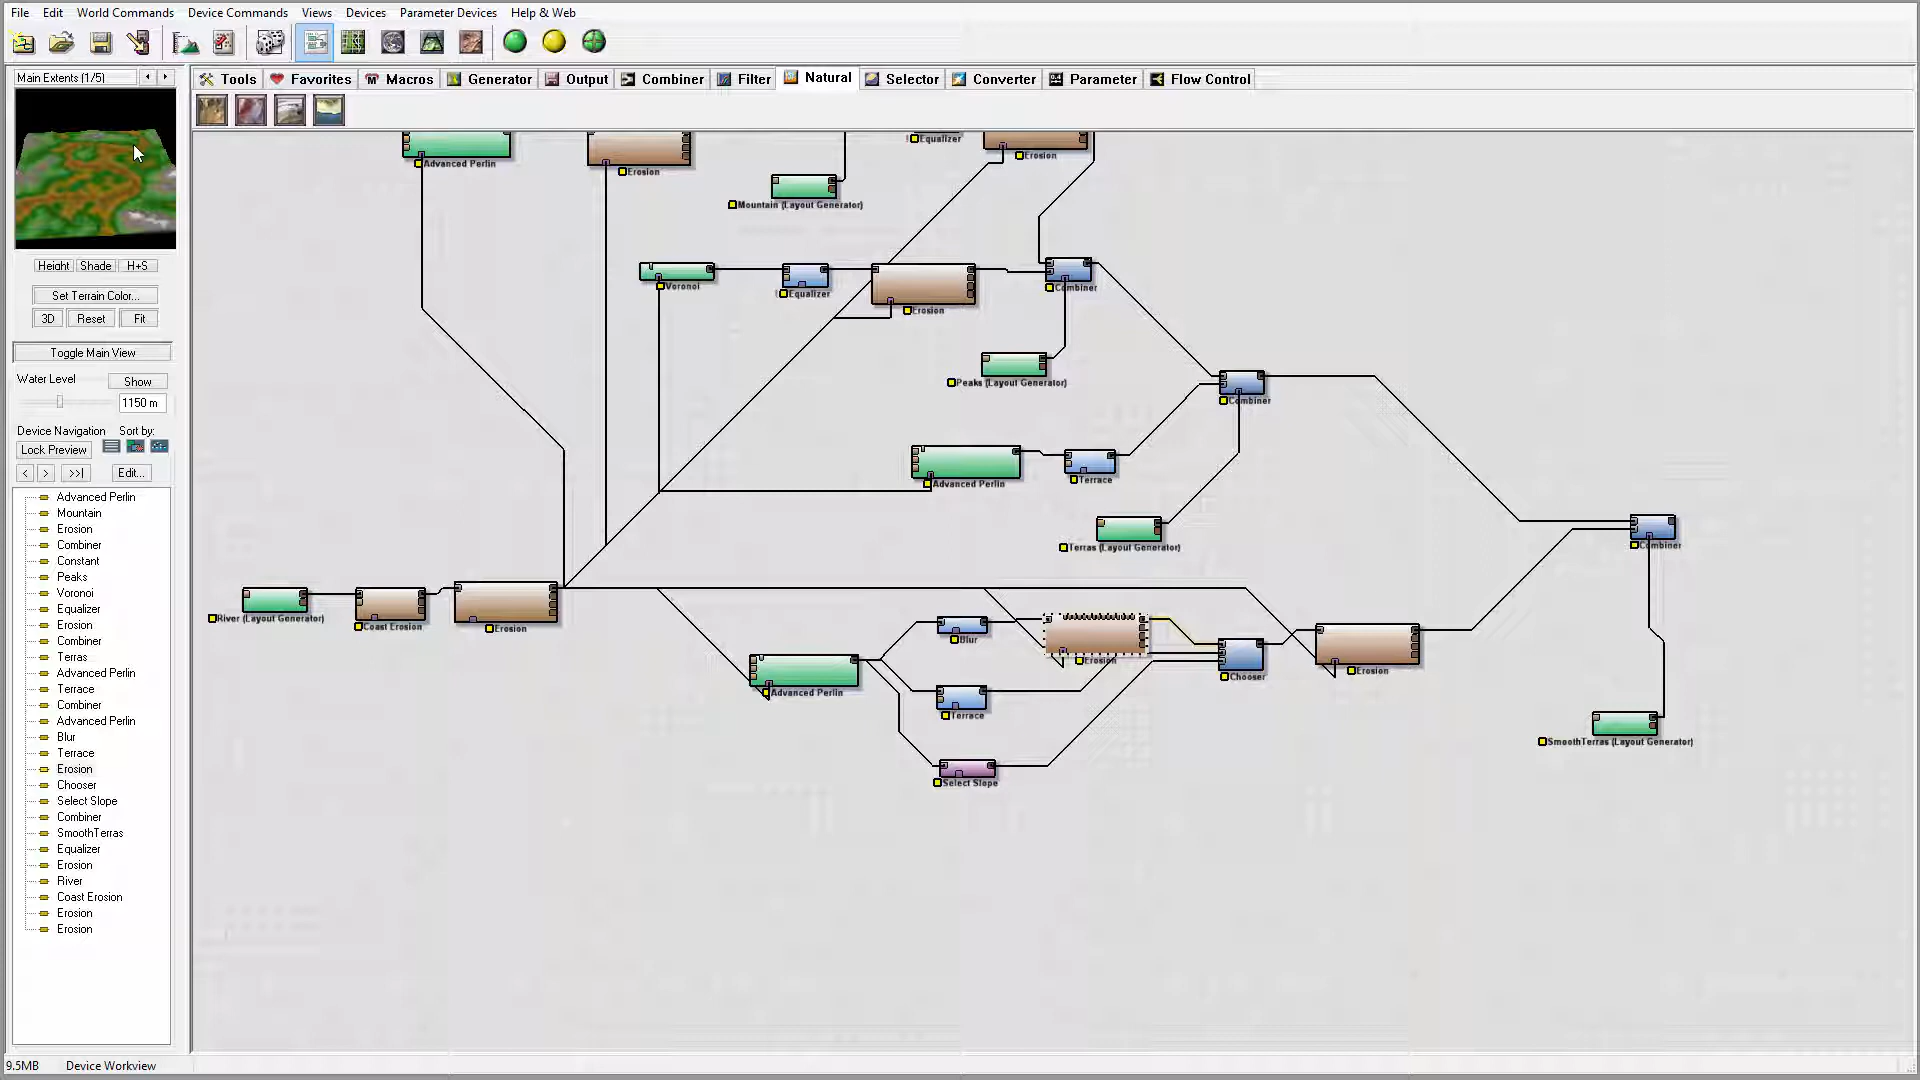 File Edit World Commands Device Commands Views Devices Parameter Devices Help & Web
Main Extents (1/5)
Tools Favorites Macros Generator Output Combiner Filter Natural Selector Converter Parameter Flow Control
Height Shade H+S
Set Terrain Color...
3D Reset Fit
Toggle Main View
Water Level Show
1150 m
Device Navigation Sort by:
Lock Preview
< > >>| Edit...
Advanced Perlin
Mountain
Erosion
Combiner
Constant
Peaks
Voronoi
Equalizer
Erosion
Combiner
Terras
Advanced Perlin
Terrace
Combiner
Advanced Perlin
Blur
Terrace
Erosion
Chooser
Select Slope
Combiner
SmoothTerras
Equalizer
Erosion
River
Coast Erosion
Erosion
Erosion
Equalizer
Advanced Perlin
Erosion
Erosion
Mountain (Layout Generator)
Voronoi
Equalizer
Erosion
Combiner
Peaks (Layout Generator)
Combiner
Advanced Perlin
Terrace
Terras (Layout Generator)
Combiner
River (Layout Generator)
Coast Erosion
Erosion
Blur
Erosion
Chooser
Erosion
Advanced Perlin
Terrace
Select Slope
SmoothTerras (Layout Generator)
9.5MB Device Workview